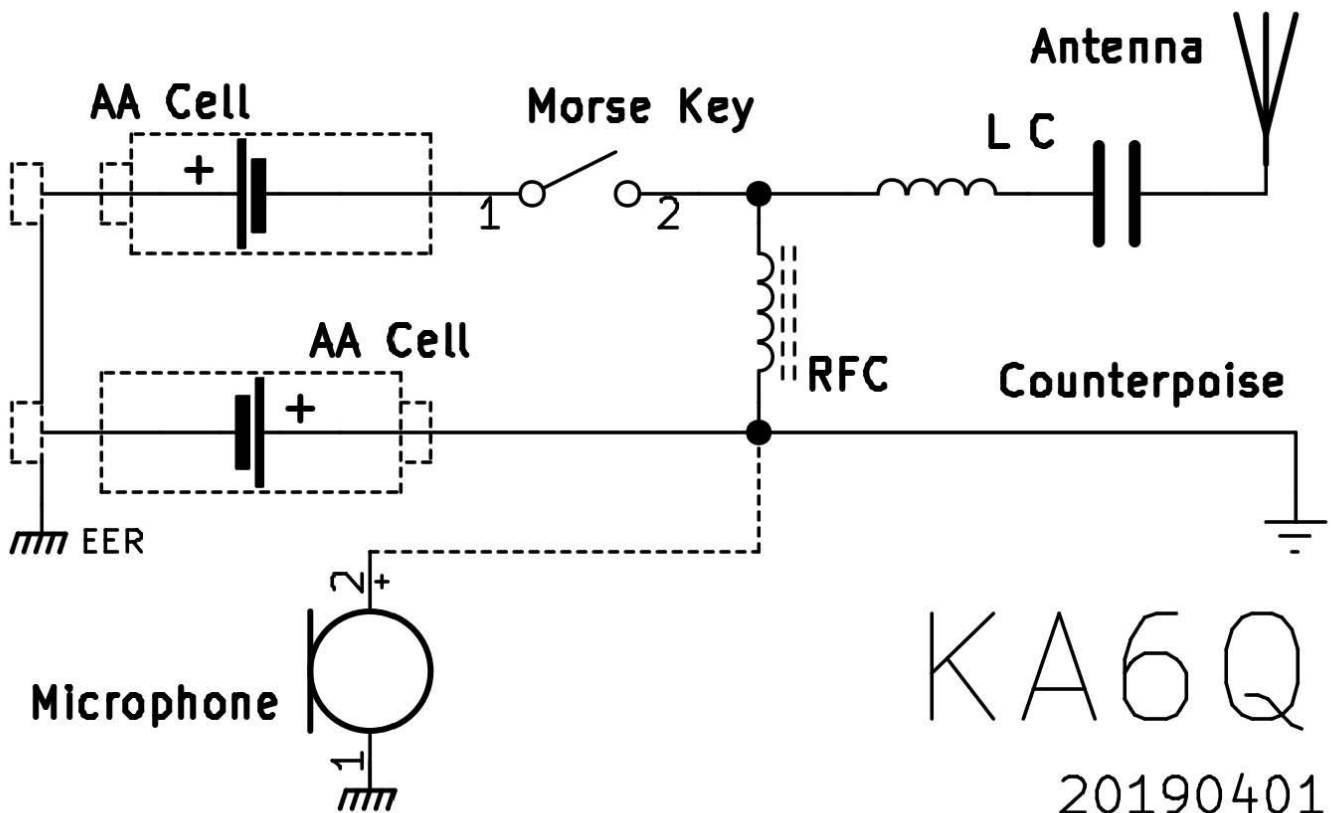 Antenna
AA Cell
Morse Key
L C
+
1
2
AA Cell
+
RFC
Counterpoise
EER
2
+
Microphone
1
KA6Q
20190401